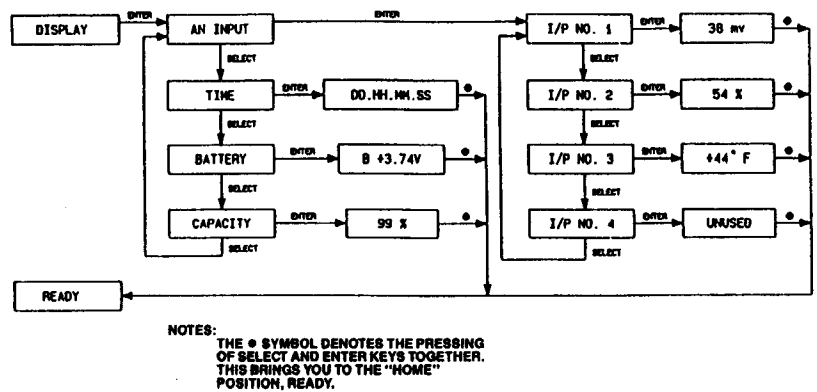 DISPLAY ENTER AN INPUT ENTER I/P NO. 1 ENTER 38 mv ●
SELECT SELECT
TIME ENTER DD.HH.MM.SS ● I/P NO. 2 ENTER 54 % ●
SELECT SELECT
BATTERY ENTER B +3.74V ● I/P NO. 3 ENTER +44° F ●
SELECT SELECT
CAPACITY ENTER 99 % ● I/P NO. 4 ENTER UNUSED ●
SELECT SELECT
READY
NOTES:
THE ● SYMBOL DENOTES THE PRESSING
OF SELECT AND ENTER KEYS TOGETHER.
THIS BRINGS YOU TO THE "HOME"
POSITION, READY.